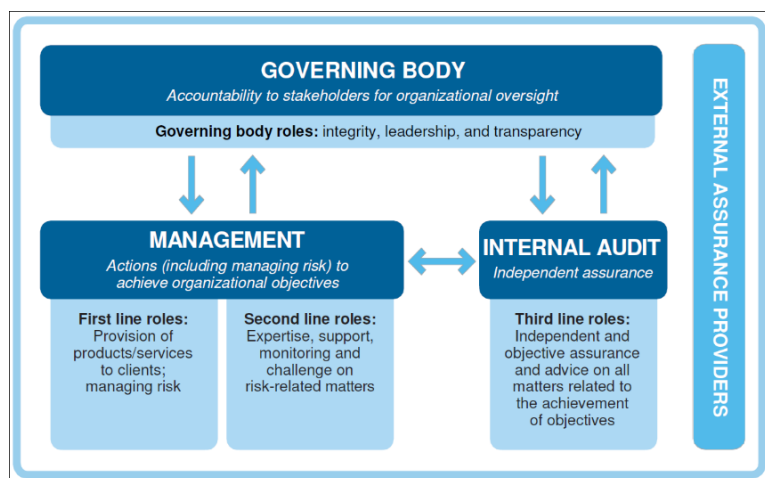 GOVERNING BODY
Accountability to stakeholders for organizational oversight
Governing body roles: integrity, leadership, and transparency
MANAGEMENT
Actions (including managing risk) to
achieve organizational objectives
First line roles:
Provision of
products/services
to clients;
managing risk
Second line roles:
Expertise, support,
monitoring and
challenge on
risk-related matters
INTERNAL AUDIT
Independent assurance
Third line roles:
Independent and
objective assurance
and advice on all
matters related to
the achievement
of objectives
EXTERNAL ASSURANCE PROVIDERS